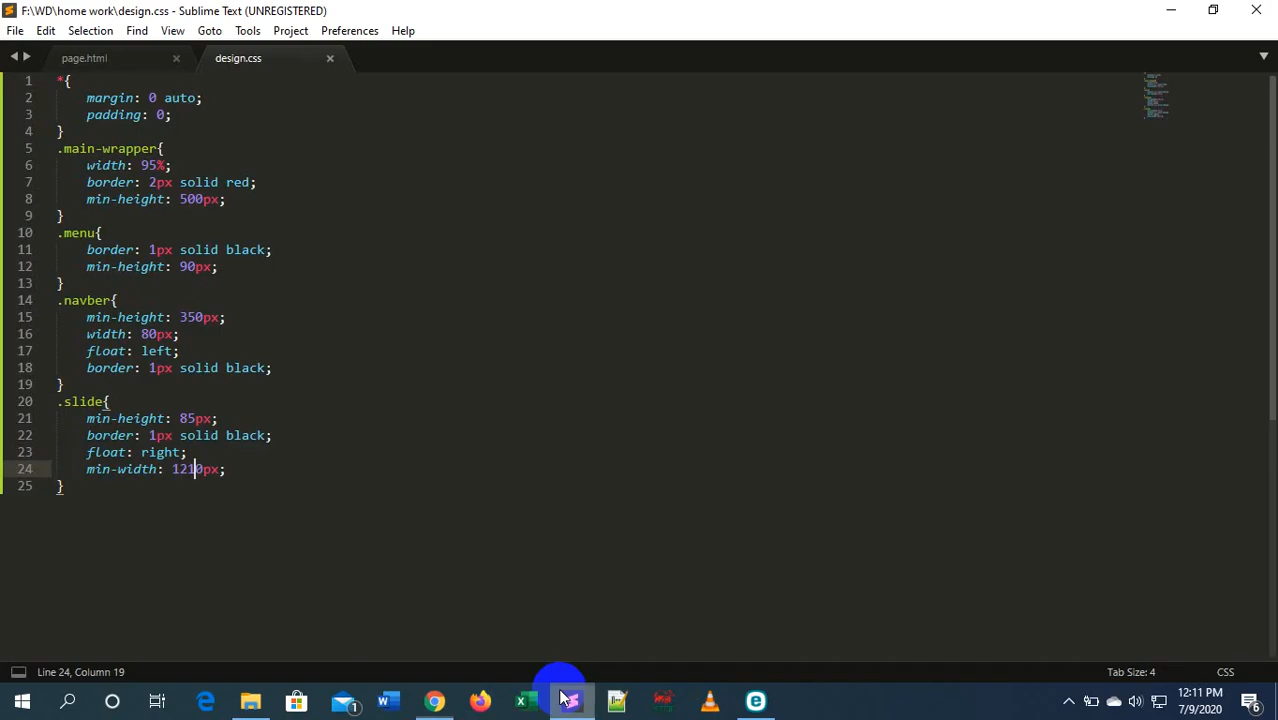 F:\WD\home work\design.css - Sublime Text (UNREGISTERED)
File Edit Selection Find View Goto Tools Project Preferences Help
page.html design.css
1 *{
2 margin: 0 auto;
3 padding: 0;
4 }
5 .main-wrapper{
6 width: 95%;
7 border: 2px solid red;
8 min-height: 500px;
9 }
10 .menu{
11 border: 1px solid black;
12 min-height: 90px;
13 }
14 .navber{
15 min-height: 350px;
16 width: 80px;
17 float: left;
18 border: 1px solid black;
19 }
20 .slide{
21 min-height: 85px;
22 border: 1px solid black;
23 float: right;
24 min-width: 1210px;
25 }
Line 24, Column 19 Tab Size: 4 CSS
12:11 PM
7/9/2020
1
6